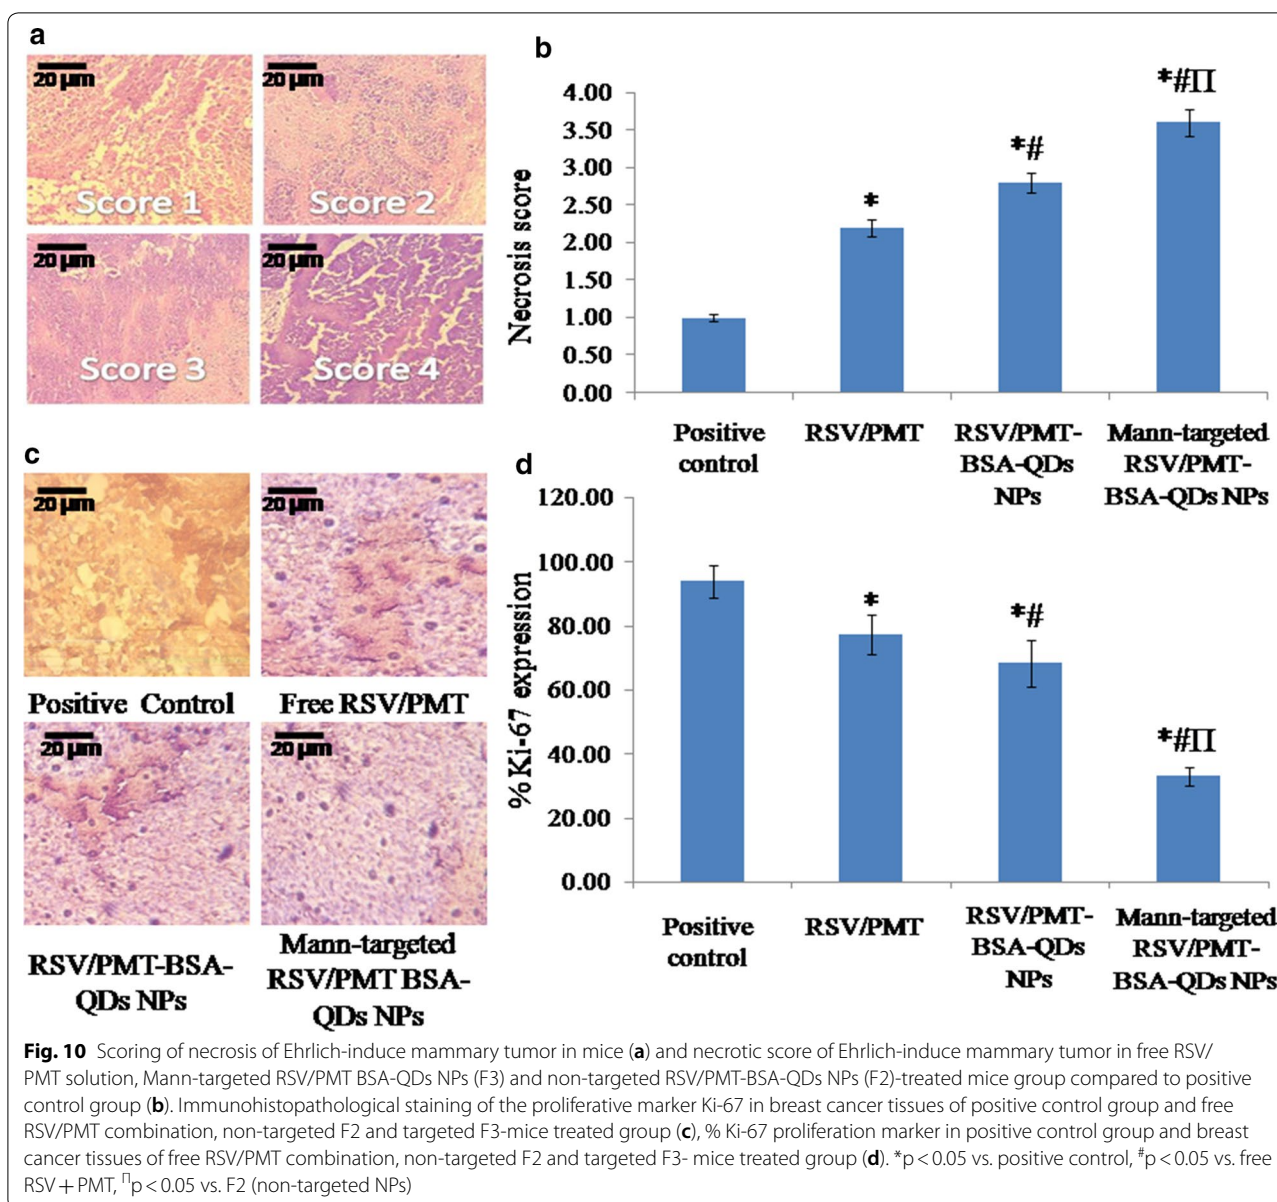 a
20 µm
20 µm
Score 1
Score 2
20 µm
20 µm
Score 3
Score 4
b
*#Π
*#
*
4.00
3.50
3.00
2.50
2.00
1.50
1.00
0.50
0.00
Necrosis score
Positive control
RSV/PMT
RSV/PMT-
BSA-QDs
NPs
Mann-targeted
RSV/PMT-
BSA-QDs NPs
c
20 µm
20 µm
Positive Control
Free RSV/PMT
20 µm
20 µm
RSV/PMT-BSA-
QDs NPs
Mann-targeted
RSV/PMT BSA-
QDs NPs
d
120.00
100.00
80.00
60.00
40.00
20.00
0.00
% Ki-67 expression
*
*#
*#Π
Positive
control
RSV/PMT
RSV/PMT-
BSA-QDs
NPs
Mann-targeted
RSV/PMT-
BSA-QDs NPs
Fig. 10 Scoring of necrosis of Ehrlich-induce mammary tumor in mice (a) and necrotic score of Ehrlich-induce mammary tumor in free RSV/
PMT solution, Mann-targeted RSV/PMT BSA-QDs NPs (F3) and non-targeted RSV/PMT-BSA-QDs NPs (F2)-treated mice group compared to positive
control group (b). Immunohistopathological staining of the proliferative marker Ki-67 in breast cancer tissues of positive control group and free
RSV/PMT combination, non-targeted F2 and targeted F3-mice treated group (c), % Ki-67 proliferation marker in positive control group and breast
cancer tissues of free RSV/PMT combination, non-targeted F2 and targeted F3- mice treated group (d). *p < 0.05 vs. positive control, #p < 0.05 vs. free
RSV + PMT, Πp < 0.05 vs. F2 (non-targeted NPs)